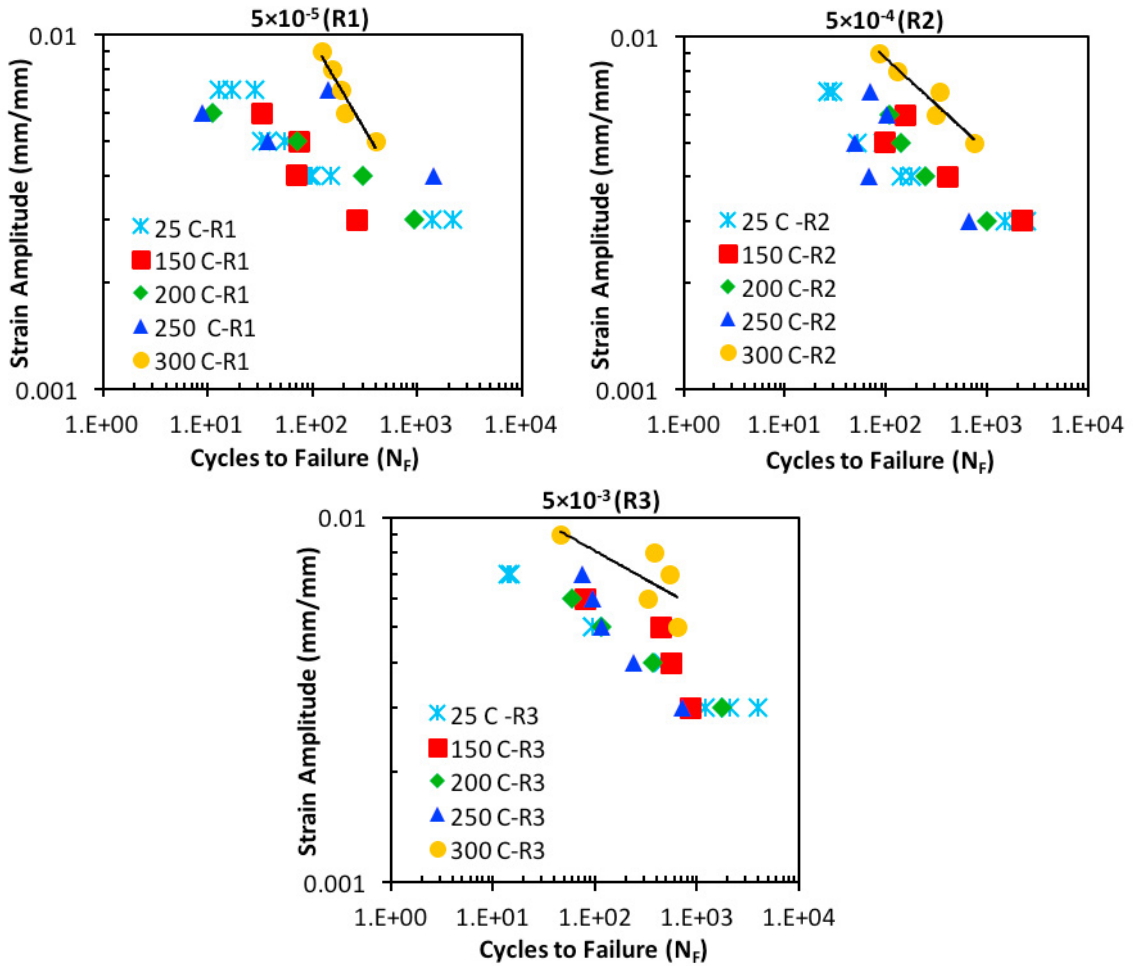 5×10⁻⁵ (R1)
0.01
0.001
Strain Amplitude (mm/mm)
25 C-R1
150 C-R1
200 C-R1
250 C-R1
300 C-R1
1.E+00 1.E+01 1.E+02 1.E+03 1.E+04
Cycles to Failure (N_F)
5×10⁻⁴ (R2)
0.01
0.001
Strain Amplitude (mm/mm)
25 C -R2
150 C-R2
200 C-R2
250 C-R2
300 C-R2
1.E+00 1.E+01 1.E+02 1.E+03 1.E+04
Cycles to Failure (N_F)
5×10⁻³ (R3)
0.01
0.001
Strain Amplitude (mm/mm)
25 C -R3
150 C-R3
200 C-R3
250 C-R3
300 C-R3
1.E+00 1.E+01 1.E+02 1.E+03 1.E+04
Cycles to Failure (N_F)